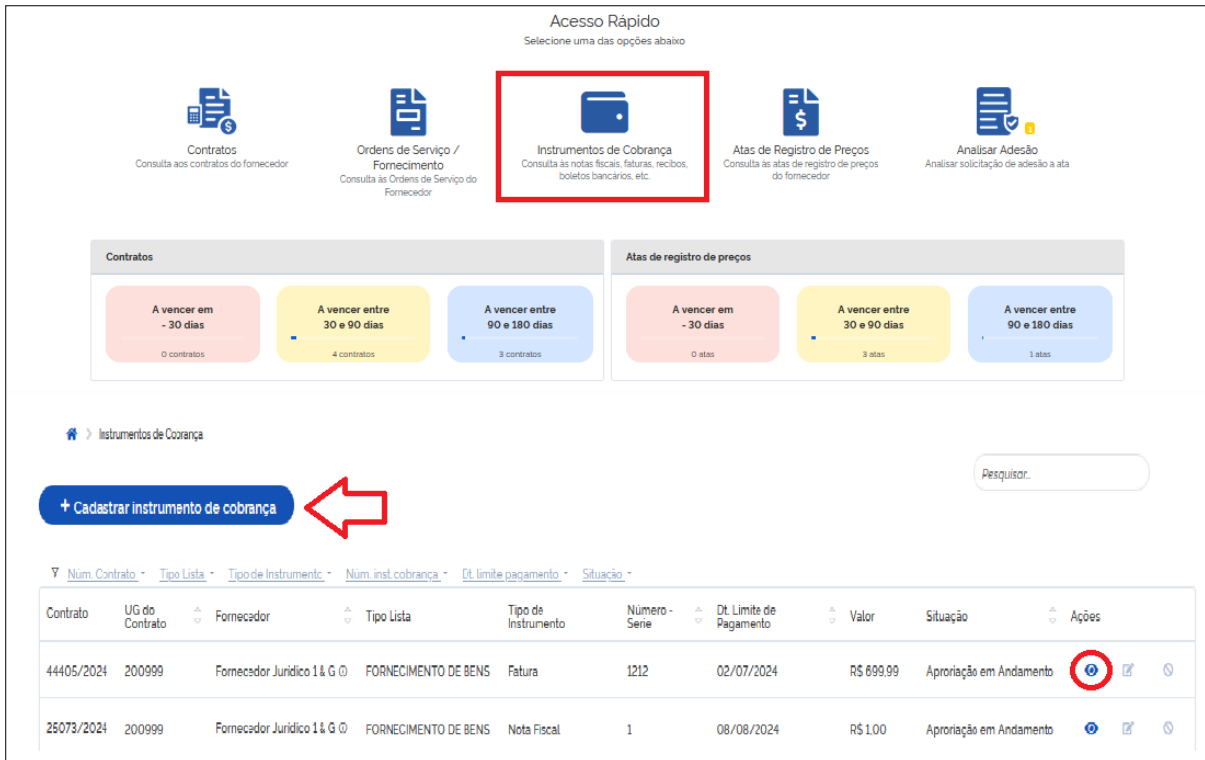 Acesso Rápido
Selecione uma das opções abaixo
Contratos
Consulta aos contratos do fornecedor
Ordens de Serviço /
Fornecimento
Consulta às Ordens de Serviço do
Fornecedor
Instrumentos de Cobrança
Consulta às notas fiscais, faturas, recibos,
boletos bancários, etc.
Atas de Registro de Preços
Consulta às atas de registro de preços
do fornecedor
Analisar Adesão
Analisar solicitação de adesão a ata
Contratos
A vencer em
- 30 dias
0 contratos
A vencer entre
30 e 90 dias
4 contratos
A vencer entre
90 e 180 dias
3 contratos
Atas de registro de preços
A vencer em
- 30 dias
0 atas
A vencer entre
30 e 90 dias
3 atas
A vencer entre
90 e 180 dias
1 atas
Instrumentos de Cobrança
Pesquisar..
+ Cadastrar instrumento de cobrança
Núm. Contrato Tipo Lista Tipo de Instrumento Núm. inst.cobrança Dt. limite pagamento Situação
Contrato UG do Contrato Fornecedor Tipo Lista Tipo de Instrumento Número - Serie Dt. Limite de Pagamento Valor Situação Ações
44405/2024 200999 Fornecedor Juridico 1 & G FORNECIMENTO DE BENS Fatura 1212 02/07/2024 R$ 699,99 Aproriação em Andamento
25073/2024 200999 Fornecedor Juridico 1 & G FORNECIMENTO DE BENS Nota Fiscal 1 08/08/2024 R$ 1,00 Aproriação em Andamento